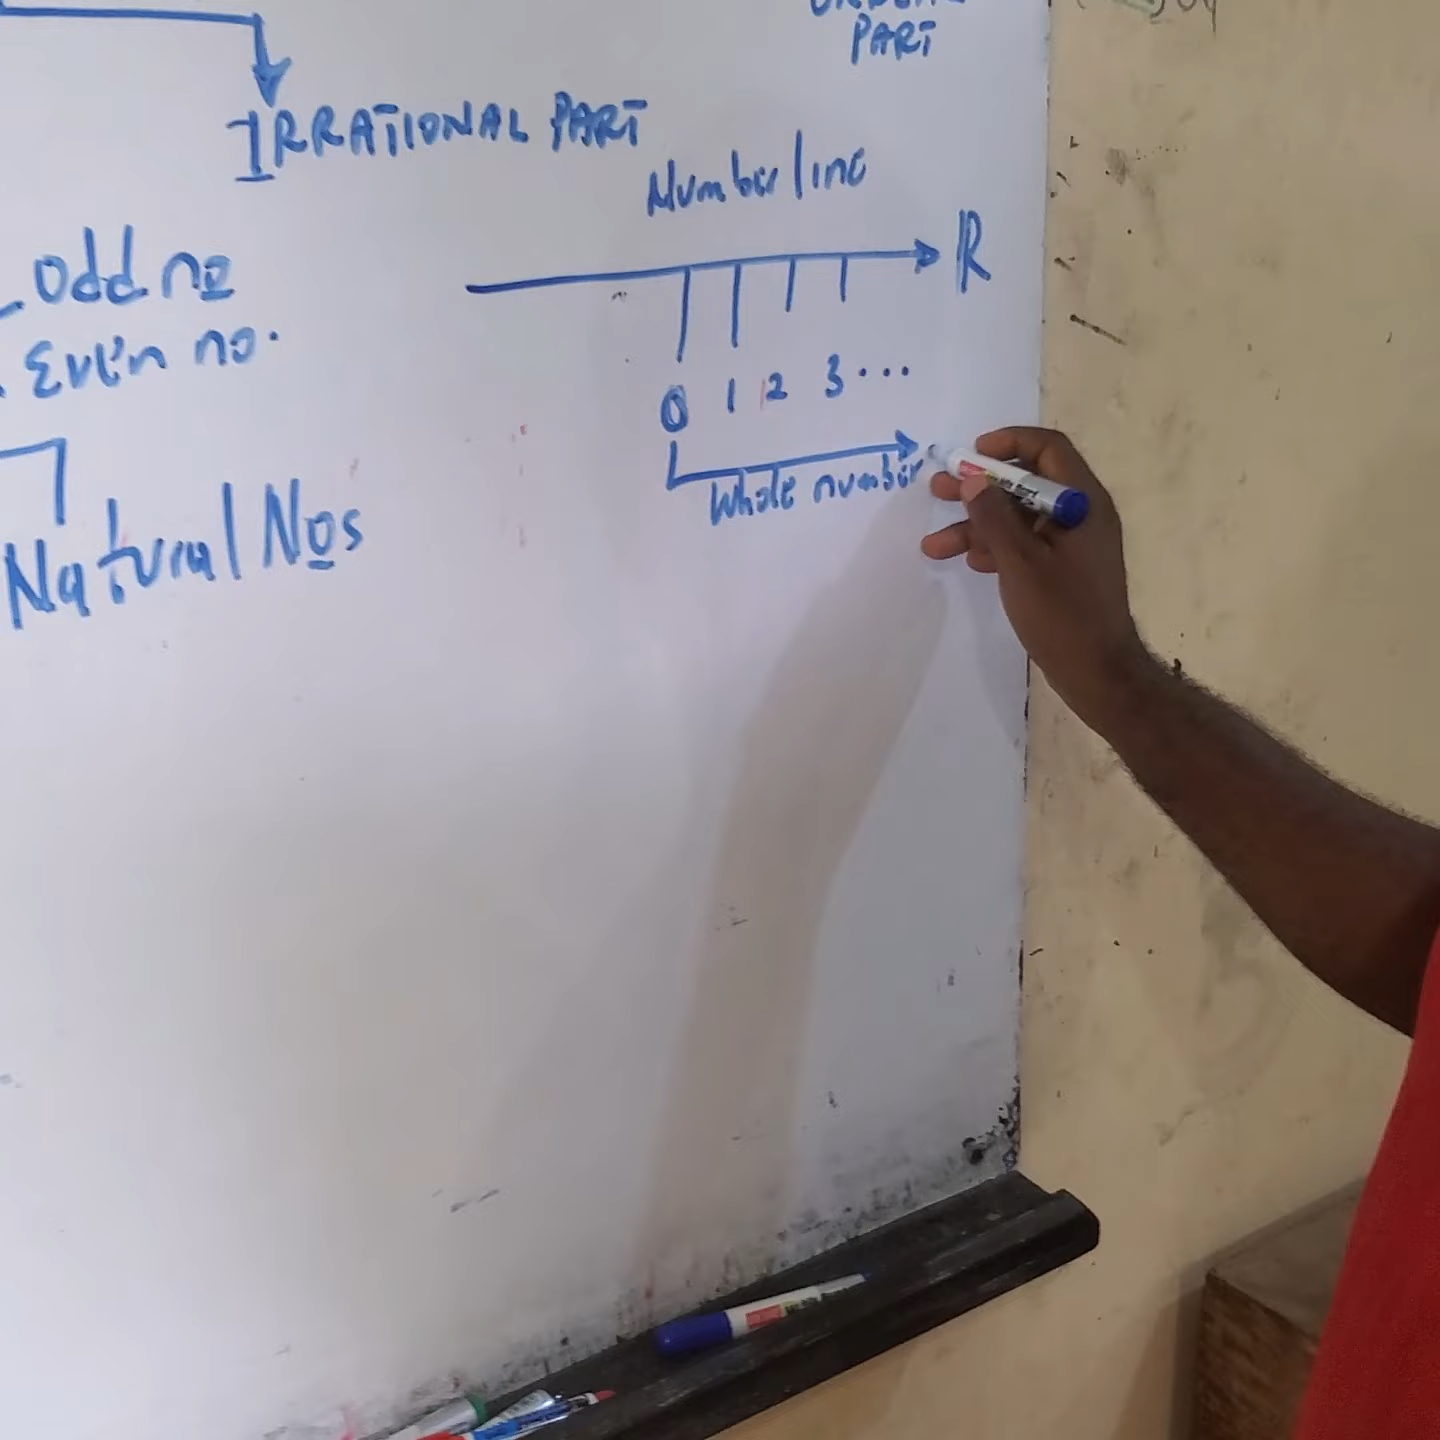 PART
IRRATIONAL PART
Number line
Odd no
Even no.
R
0 1 2 3 ...
Whole number
Natural Nos